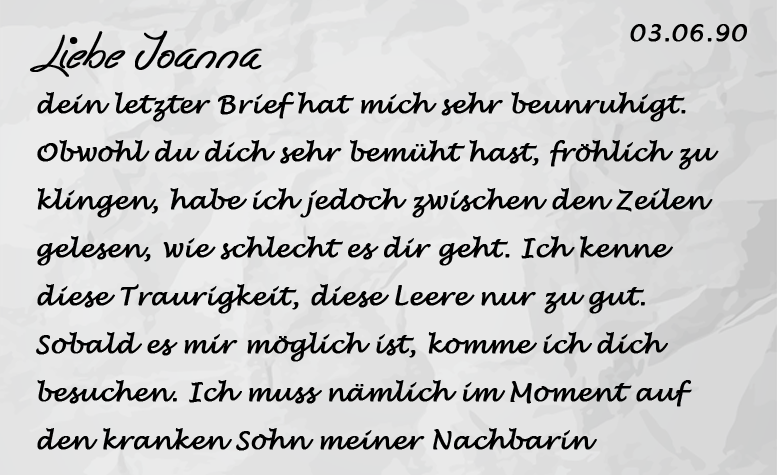 03.06.90
Liebe Joanna
dein letzter Brief hat mich sehr beunruhigt.
Obwohl du dich sehr bemüht hast, fröhlich zu
klingen, habe ich jedoch zwischen den Zeilen
gelesen, wie schlecht es dir geht. Ich kenne
diese Traurigkeit, diese Leere nur zu gut.
Sobald es mir möglich ist, komme ich dich
besuchen. Ich muss nämlich im Moment auf
den kranken Sohn meiner Nachbarin